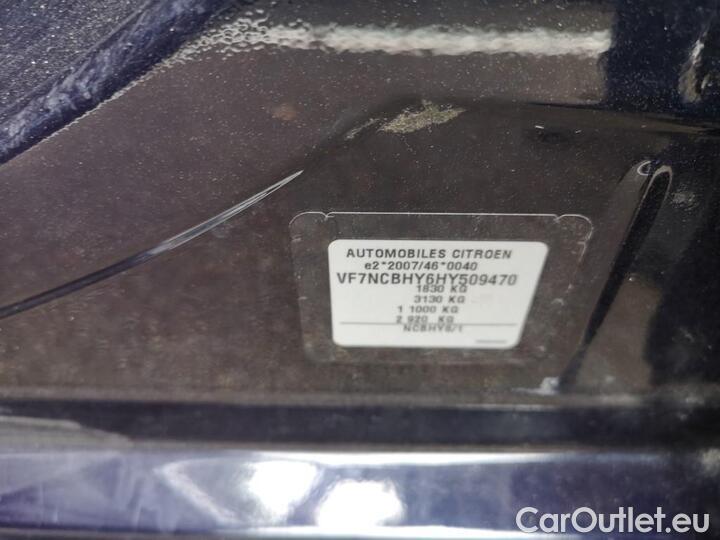 AUTOMOBILES CITROEN
e2*2007/46*0040
VF7NCBHY6HY509470
1830 KG
3130 KG
1 1000 KG
2 920 KG
NCBHY6/1
CarOutlet.eu